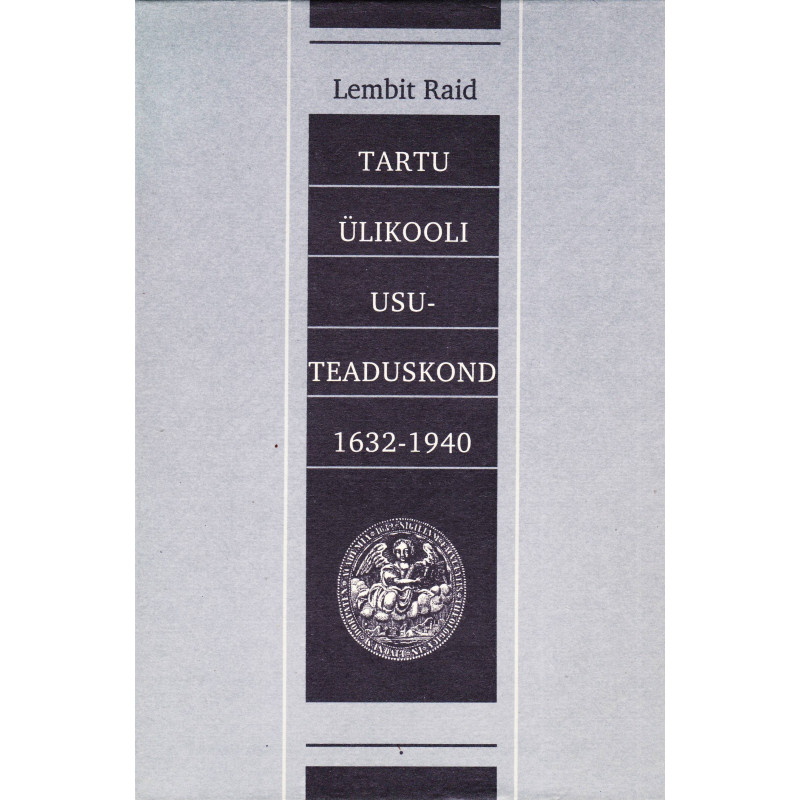 Lembit Raid
TARTU
ÜLIKOOLI
USU-
TEADUSKOND
1632-1940